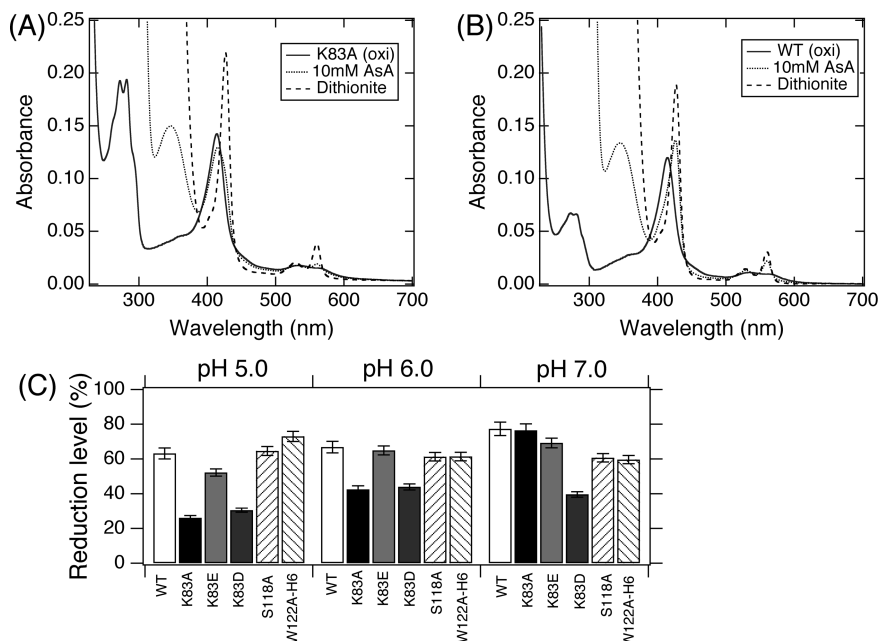 (A)
0.25
0.20
0.15
0.10
0.05
0.00
Absorbance
K83A (oxi)
10mM AsA
Dithionite
300 400 500 600 700
Wavelength (nm)
(B)
0.25
0.20
0.15
0.10
0.05
0.00
Absorbance
WT (oxi)
10mM AsA
Dithionite
300 400 500 600 700
Wavelength (nm)
(C)
pH 5.0 pH 6.0 pH 7.0
100
80
60
40
20
0
Reduction level (%)
WT K83A K83E K83D S118A W122A-H6 WT K83A K83E K83D S118A W122A-H6 WT K83A K83E K83D S118A W122A-H6